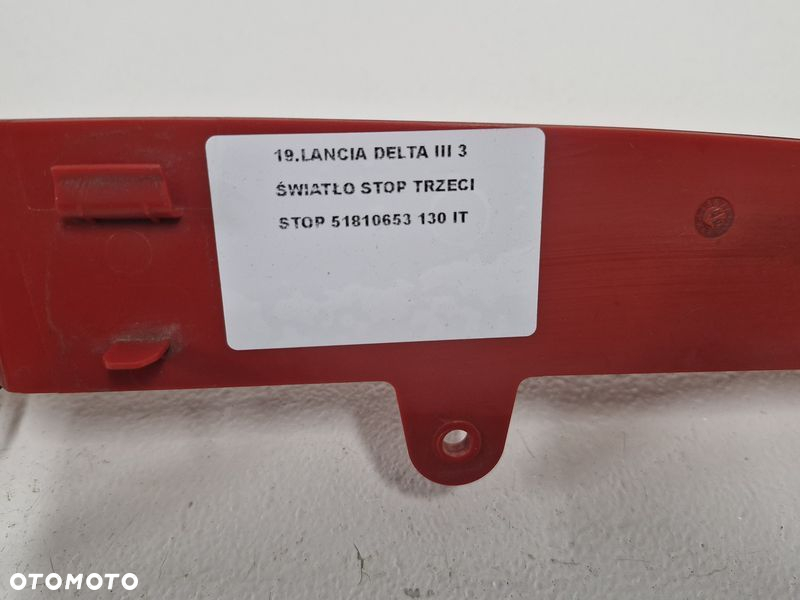 19.LANCIA DELTA III 3
ŚWIATŁO STOP TRZECI
STOP 51810653 130 IT
OTOMOTO